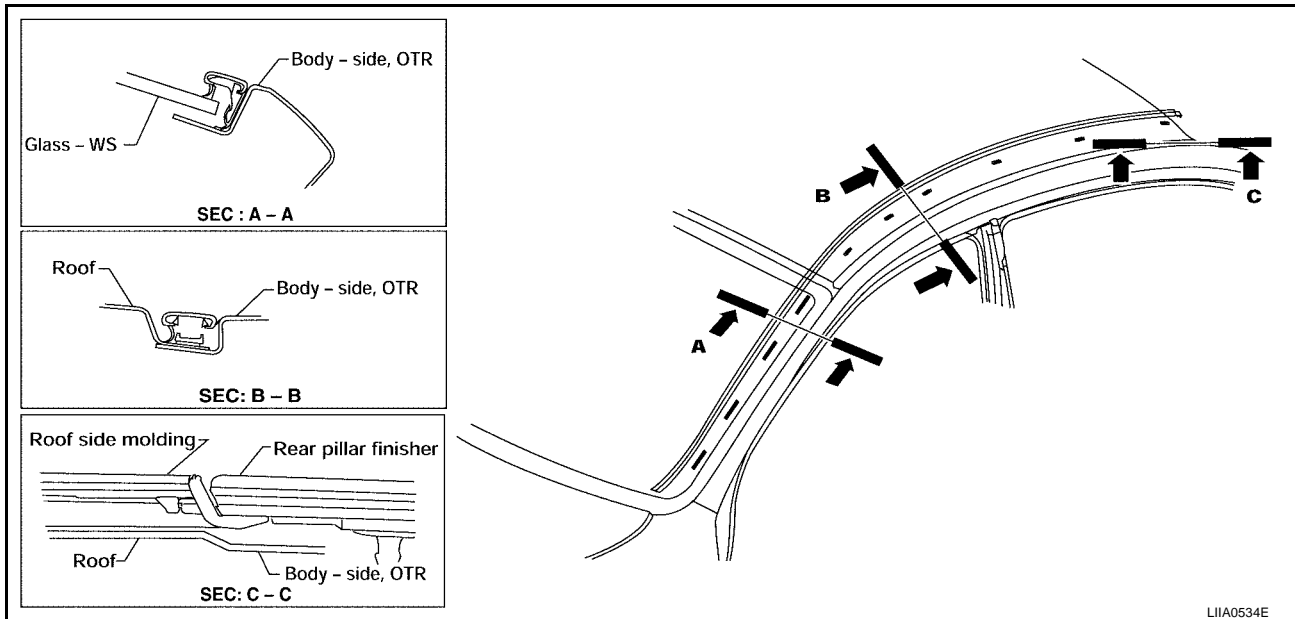 Body – side, OTR
Glass – WS
SEC : A – A
Roof
Body – side, OTR
SEC: B – B
Roof side molding
Rear pillar finisher
Roof
Body – side, OTR
SEC: C – C
A
B
C
LIIA0534E